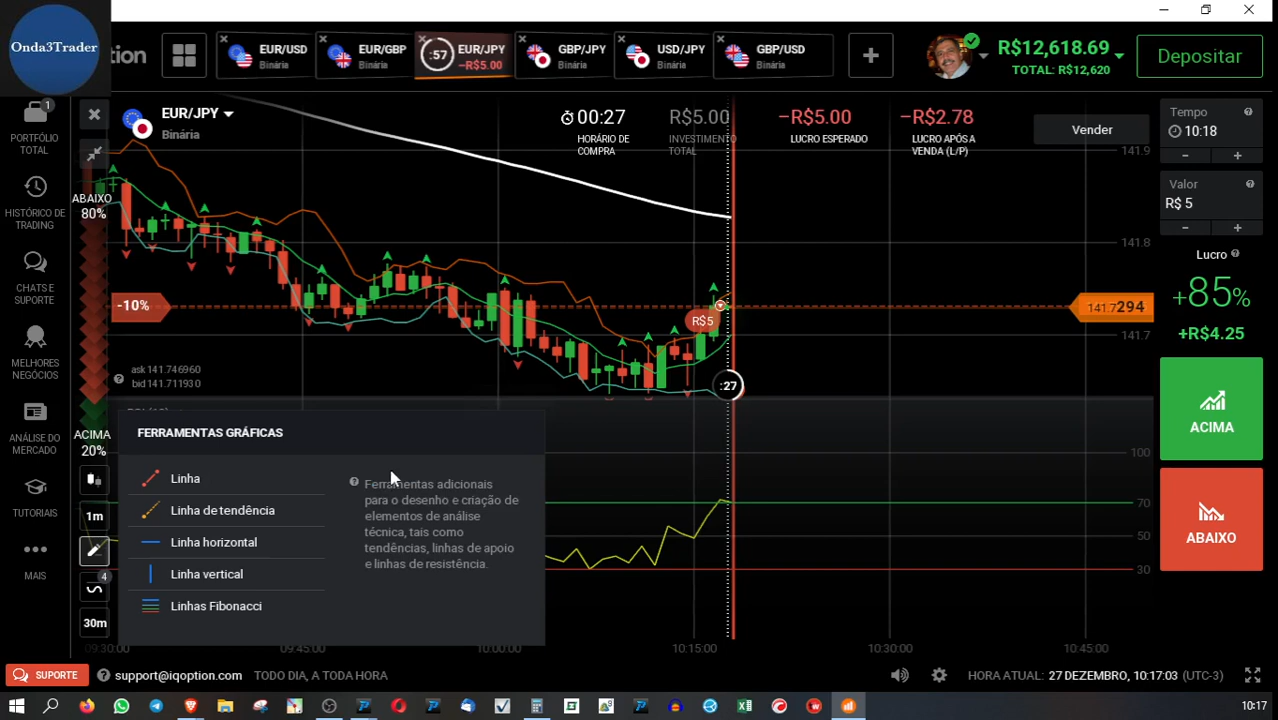 Onda3Trader
ption
EUR/USD
Binária
EUR/GBP
Binária
:57
EUR/JPY
−R$5.00
GBP/JPY
Binária
USD/JPY
Binária
GBP/USD
Binária
R$12,618.69
TOTAL: R$12,620
Depositar
1
PORTFÓLIO
TOTAL
HISTÓRICO DE
TRADING
CHATS E
SUPORTE
MELHORES
NEGÓCIOS
ANÁLISE DO
MERCADO
TUTORIAIS
MAIS
EUR/JPY
Binária
ABAIXO
80%
00:27
HORÁRIO DE
COMPRA
R$5.00
INVESTIMENTO
TOTAL
−R$5.00
LUCRO ESPERADO
−R$2.78
LUCRO APÓS A
VENDA (L/P)
Vender
141.9
141.8
-10%
R$5
141.7294
141.7
ask 141.746960
bid 141.711930
:27
ACIMA
20%
1m
4
30m
FERRAMENTAS GRÁFICAS
Linha
Linha de tendência
Linha horizontal
Linha vertical
Linhas Fibonacci
Ferramentas adicionais
para o desenho e criação de
elementos de análise
técnica, tais como
tendências, linhas de apoio
e linhas de resistência.
100
70
50
30
09:30:00
09:45:00
10:00:00
10:15:00
10:30:00
10:45:00
Tempo
10:18
-
+
Valor
R$ 5
-
+
Lucro
+85%
+R$4.25
ACIMA
ABAIXO
SUPORTE
support@iqoption.com
TODO DIA, A TODA HORA
HORA ATUAL: 27 DEZEMBRO, 10:17:03 (UTC-3)
10:17